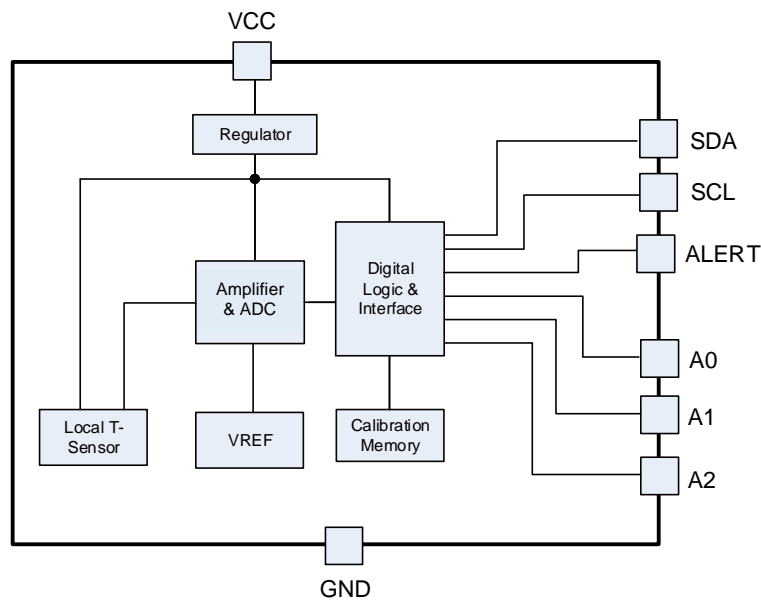 VCC
Regulator
SDA
SCL
ALERT
Amplifier
& ADC
Digital
Logic &
Interface
A0
A1
A2
Local T-
Sensor
VREF
Calibration
Memory
GND